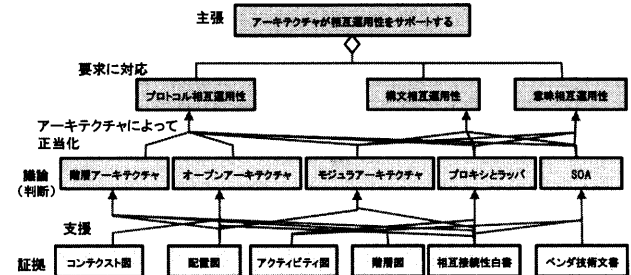 主張
アーキテクチャが相互運用性をサポートする
要求に対応
プロトコル相互運用性
構文相互運用性
意味相互運用性
アーキテクチャによって
正当化
議論
(判断)
階層アーキテクチャ
オープンアーキテクチャ
モジュラアーキテクチャ
プロキシとラッパ
SOA
支援
証拠
コンテクスト図
配置図
アクティビティ図
階層図
相互接続性白書
ベンダ技術文書